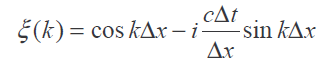 ξ(k) = cos kΔx − i cΔt/Δx sin kΔx